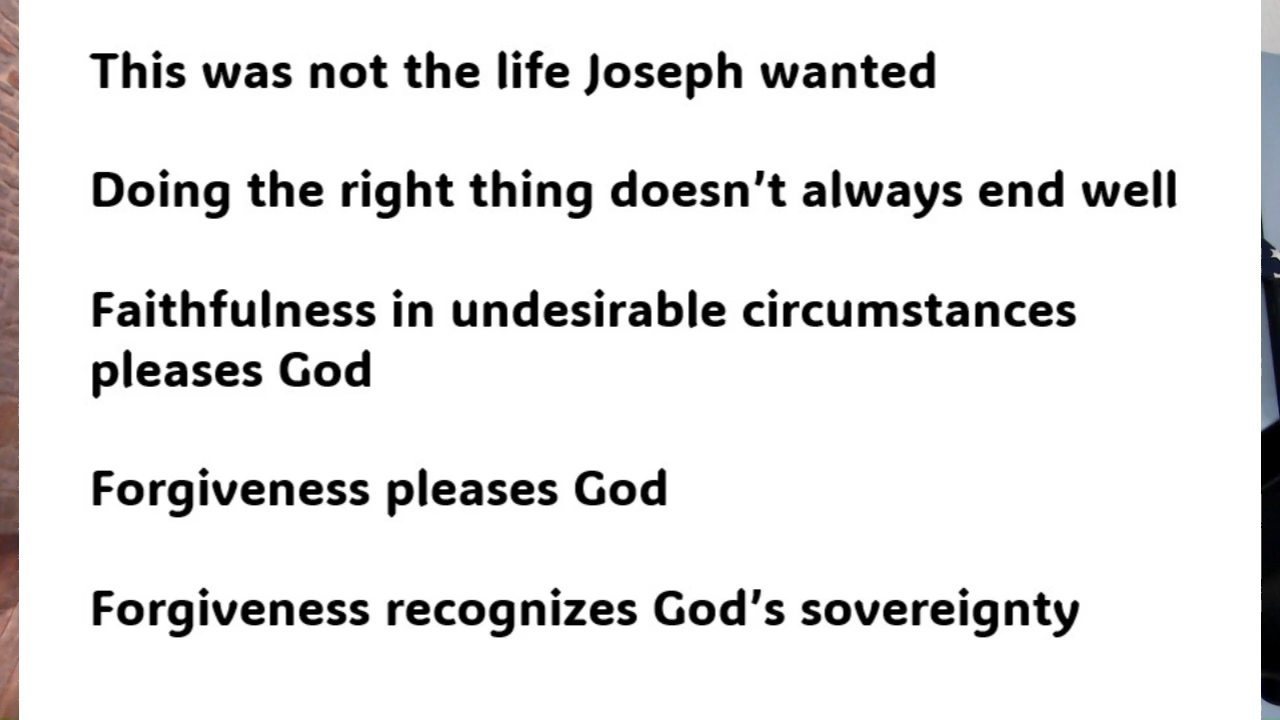 This was not the life Joseph wanted
Doing the right thing doesn’t always end well
Faithfulness in undesirable circumstances
pleases God
Forgiveness pleases God
Forgiveness recognizes God’s sovereignty